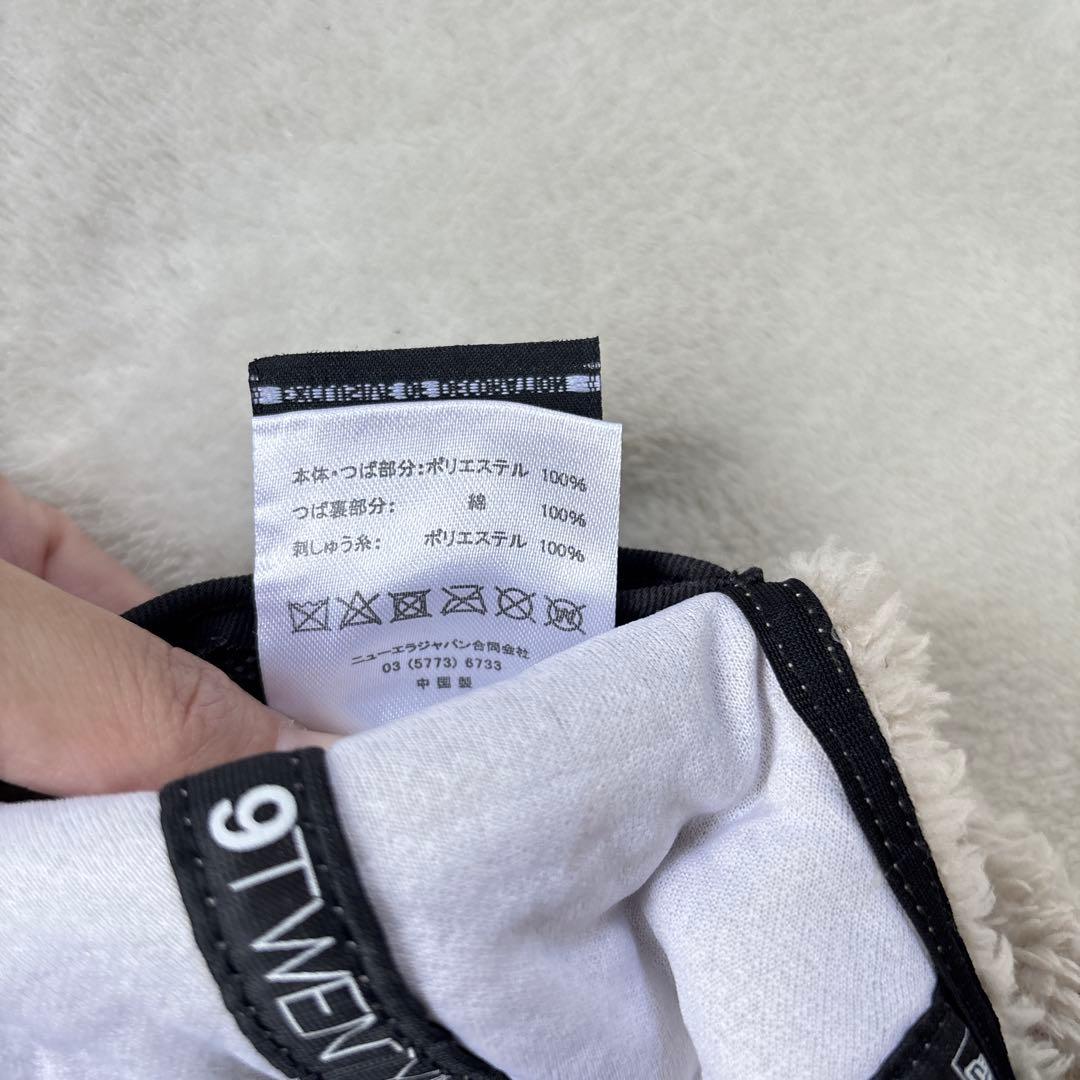 本体・つば部分:ポリエステル 100%
つば裏部分: 綿 100%
刺しゅう糸: ポリエステル 100%
ニューエラジャパン合同会社
03 (5773) 6733
中国製
9TWENTY